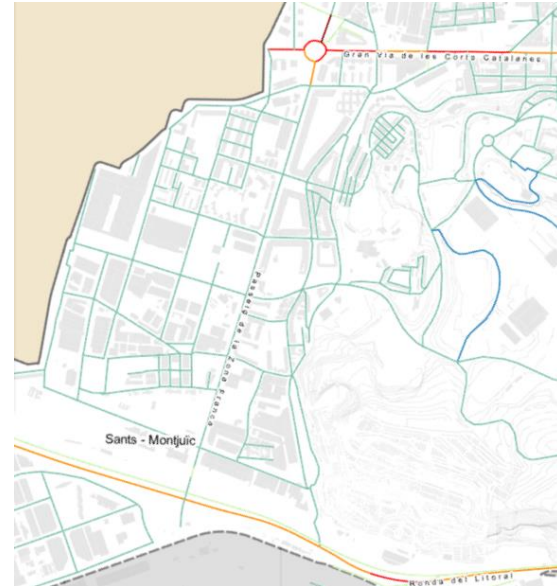 Gran Via de les Corts Catalanes
passeig de la Zona Franca
Sants - Montjuïc
Ronda del Litoral